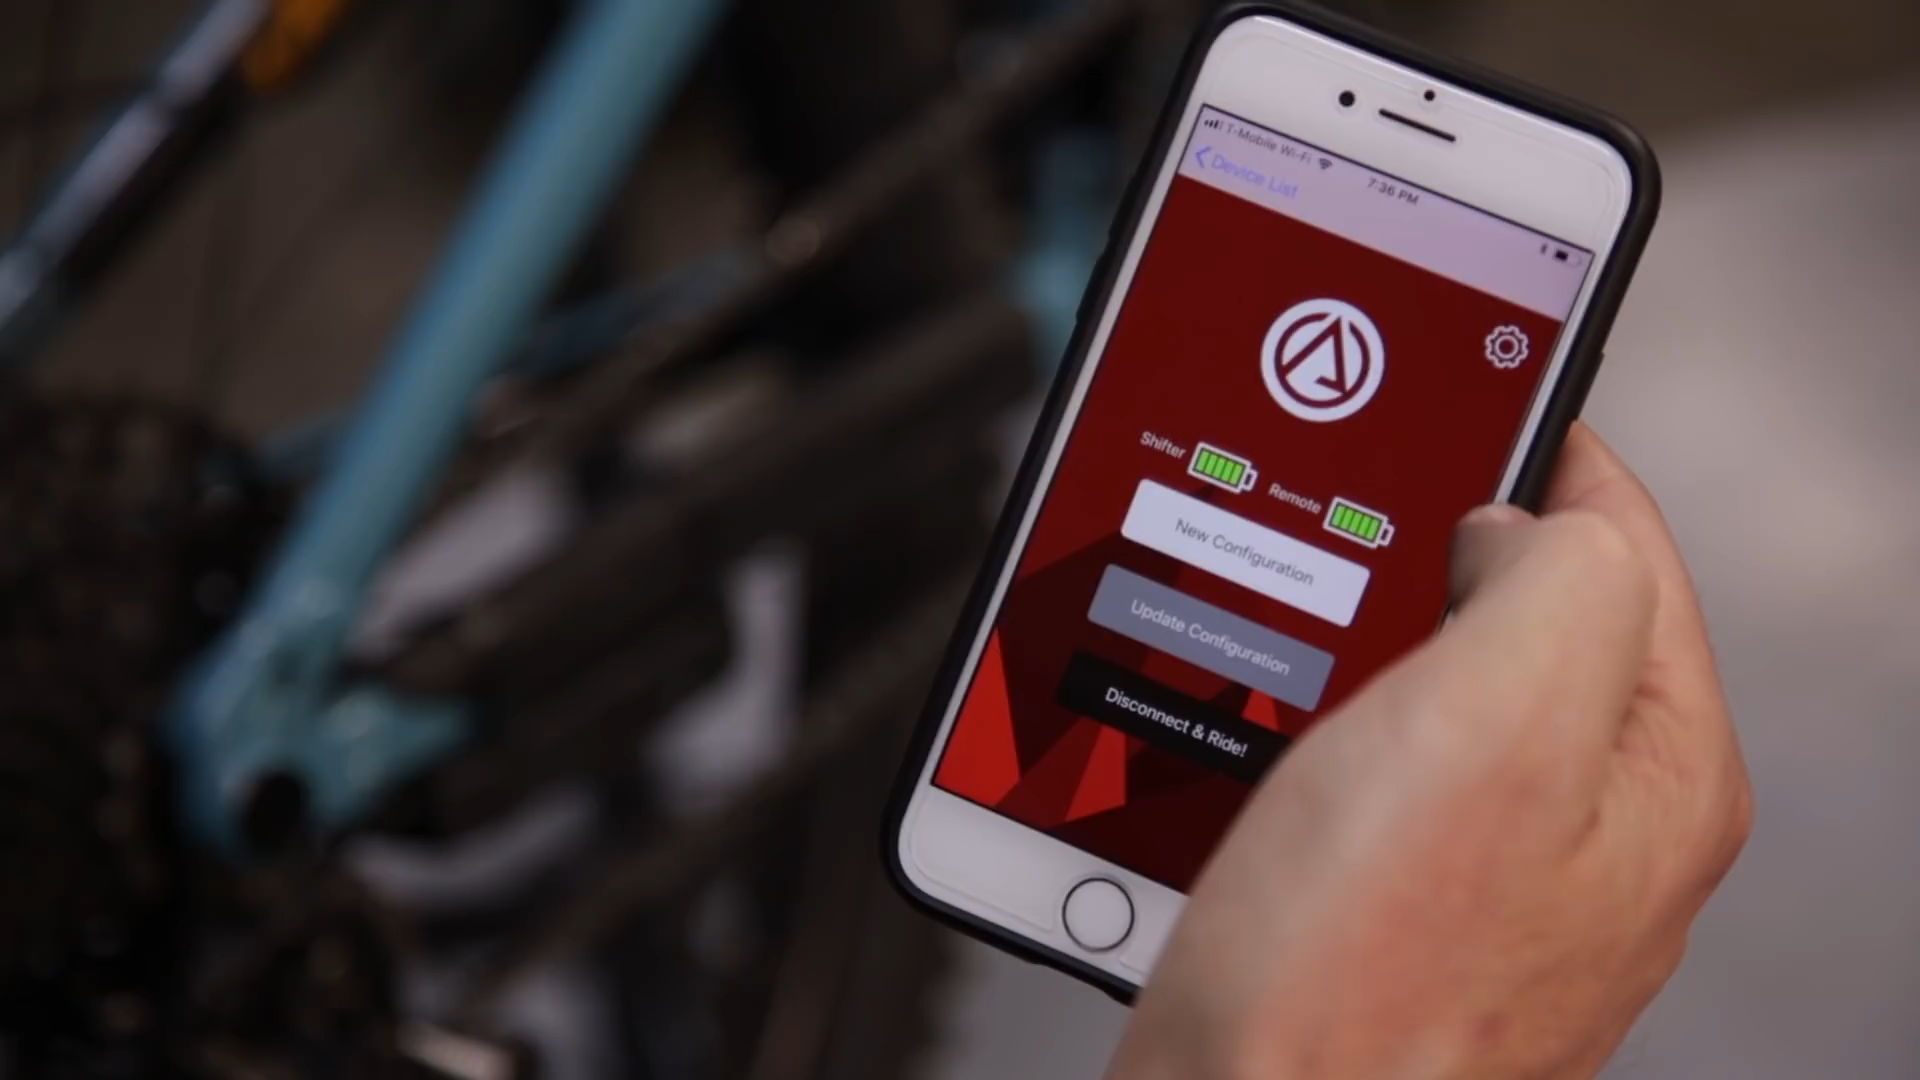 T-Mobile Wi-Fi
7:36 PM
Device List
Shifter
Remote
New Configuration
Update Configuration
Disconnect & Ride!